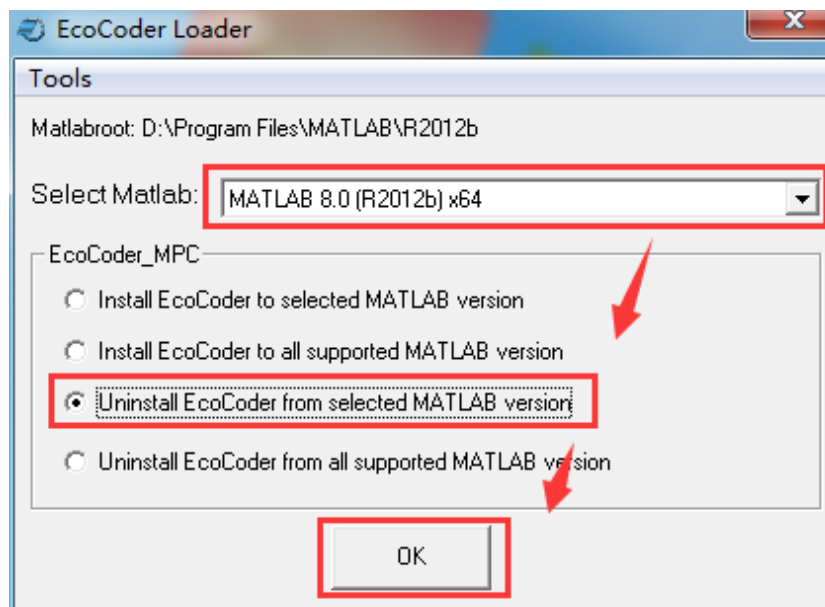 EcoCoder Loader
Tools
Matlabroot: D:\Program Files\MATLAB\R2012b
Select Matlab: MATLAB 8.0 (R2012b) x64
EcoCoder_MPC
Install EcoCoder to selected MATLAB version
Install EcoCoder to all supported MATLAB version
Uninstall EcoCoder from selected MATLAB version
Uninstall EcoCoder from all supported MATLAB version
OK